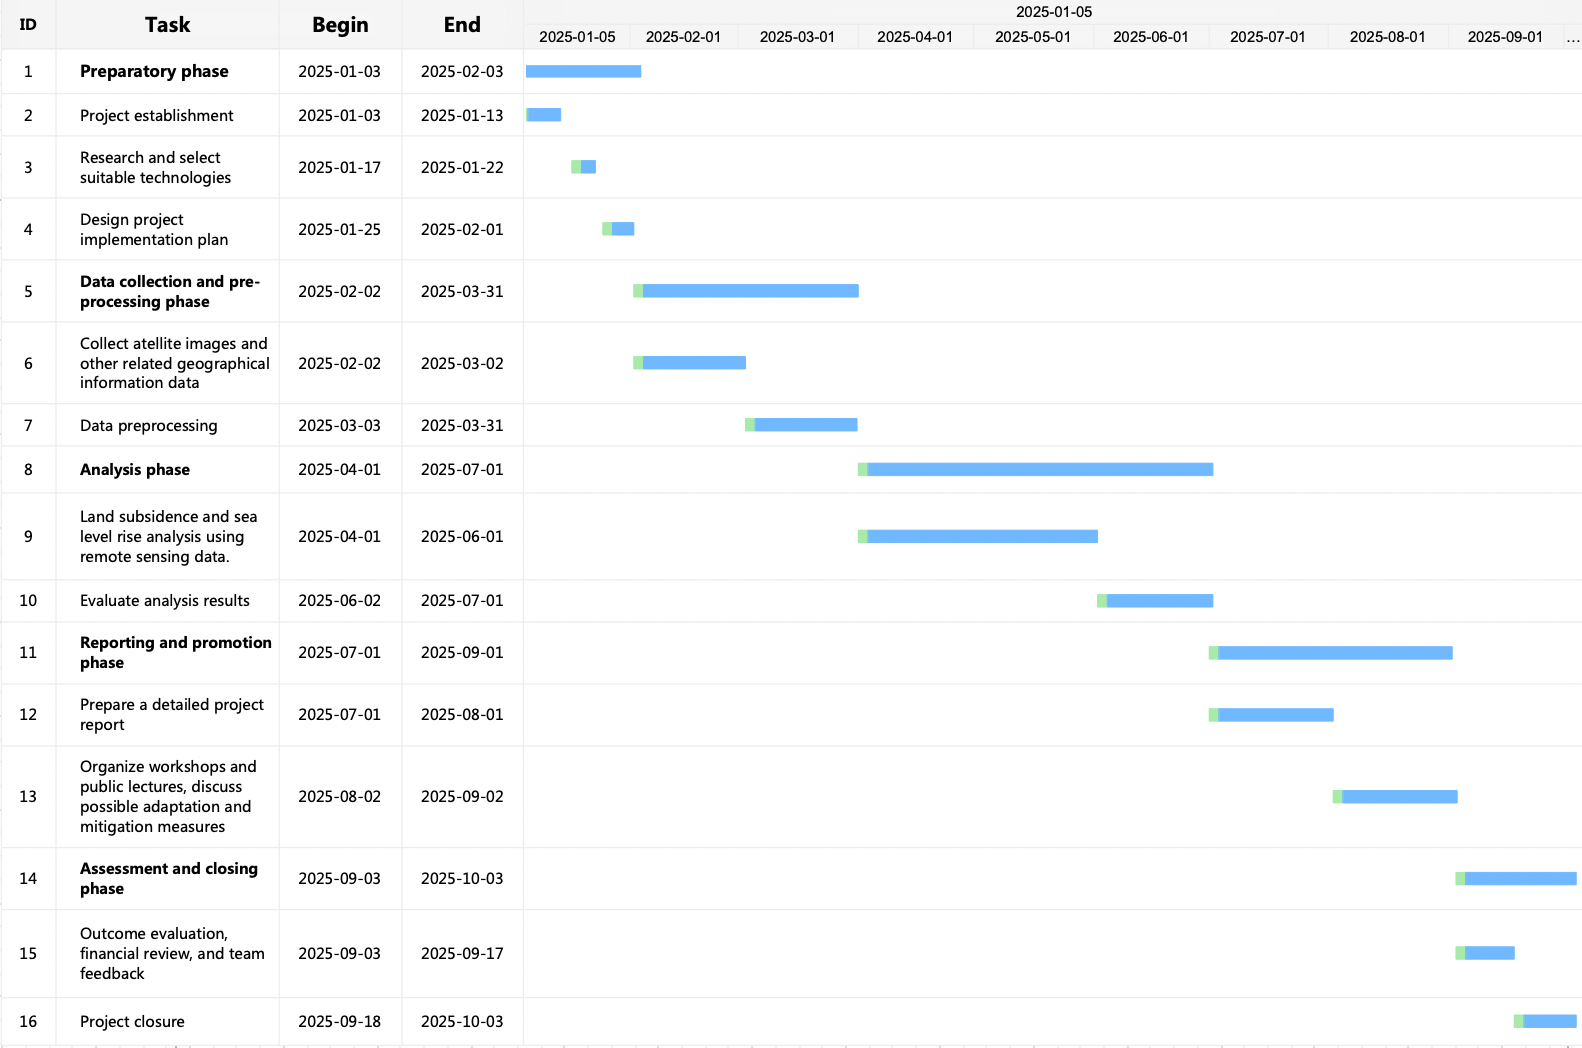 ID Task Begin End 2025-01-05
2025-01-05 2025-02-01 2025-03-01 2025-04-01 2025-05-01 2025-06-01 2025-07-01 2025-08-01 2025-09-01 ...
1 Preparatory phase 2025-01-03 2025-02-03
2 Project establishment 2025-01-03 2025-01-13
3 Research and select
suitable technologies 2025-01-17 2025-01-22
4 Design project
implementation plan 2025-01-25 2025-02-01
5 Data collection and pre-
processing phase 2025-02-02 2025-03-31
6 Collect atellite images and
other related geographical 2025-02-02 2025-03-02
information data
7 Data preprocessing 2025-03-03 2025-03-31
8 Analysis phase 2025-04-01 2025-07-01
9 Land subsidence and sea
level rise analysis using 2025-04-01 2025-06-01
remote sensing data.
10 Evaluate analysis results 2025-06-02 2025-07-01
11 Reporting and promotion
phase 2025-07-01 2025-09-01
12 Prepare a detailed project
report 2025-07-01 2025-08-01
13 Organize workshops and
public lectures, discuss
possible adaptation and 2025-08-02 2025-09-02
mitigation measures
14 Assessment and closing
phase 2025-09-03 2025-10-03
15 Outcome evaluation,
financial review, and team 2025-09-03 2025-09-17
feedback
16 Project closure 2025-09-18 2025-10-03